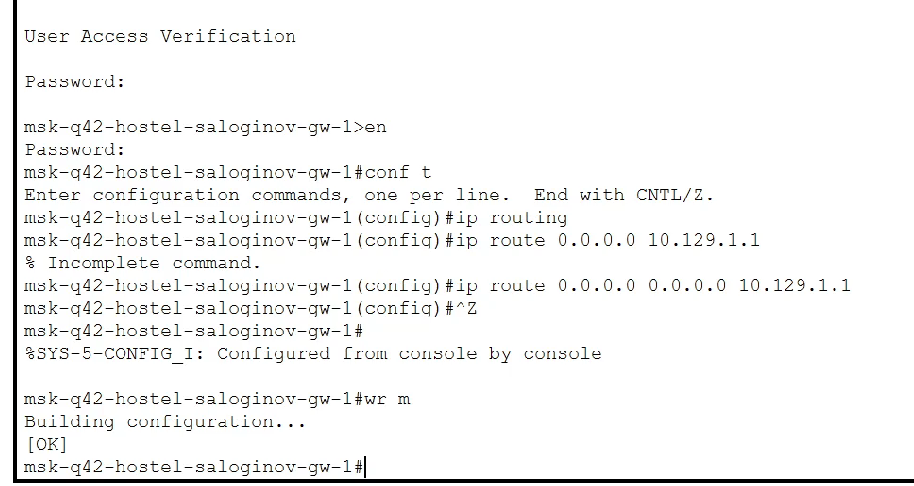 User Access Verification
Password:
msk-q42-hostel-saloginov-gw-1>en
Password:
msk-q42-hostel-saloginov-gw-1#conf t
Enter configuration commands, one per line.  End with CNTL/Z.
msk-q42-hostel-saloginov-gw-1(config)#ip routing
msk-q42-hostel-saloginov-gw-1(config)#ip route 0.0.0.0 10.129.1.1
% Incomplete command.
msk-q42-hostel-saloginov-gw-1(config)#ip route 0.0.0.0 0.0.0.0 10.129.1.1
msk-q42-hostel-saloginov-gw-1(config)#^Z
msk-q42-hostel-saloginov-gw-1#
%SYS-5-CONFIG_I: Configured from console by console
msk-q42-hostel-saloginov-gw-1#wr m
Building configuration...
[OK]
msk-q42-hostel-saloginov-gw-1#